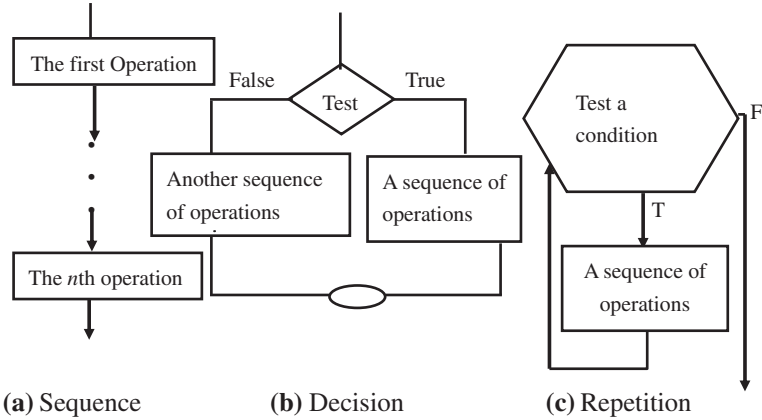 The first Operation
The nth operation
(a) Sequence
False
True
Test
Another sequence
of operations
A sequence of
operations
(b) Decision
Test a
condition
F
T
A sequence of
operations
(c) Repetition